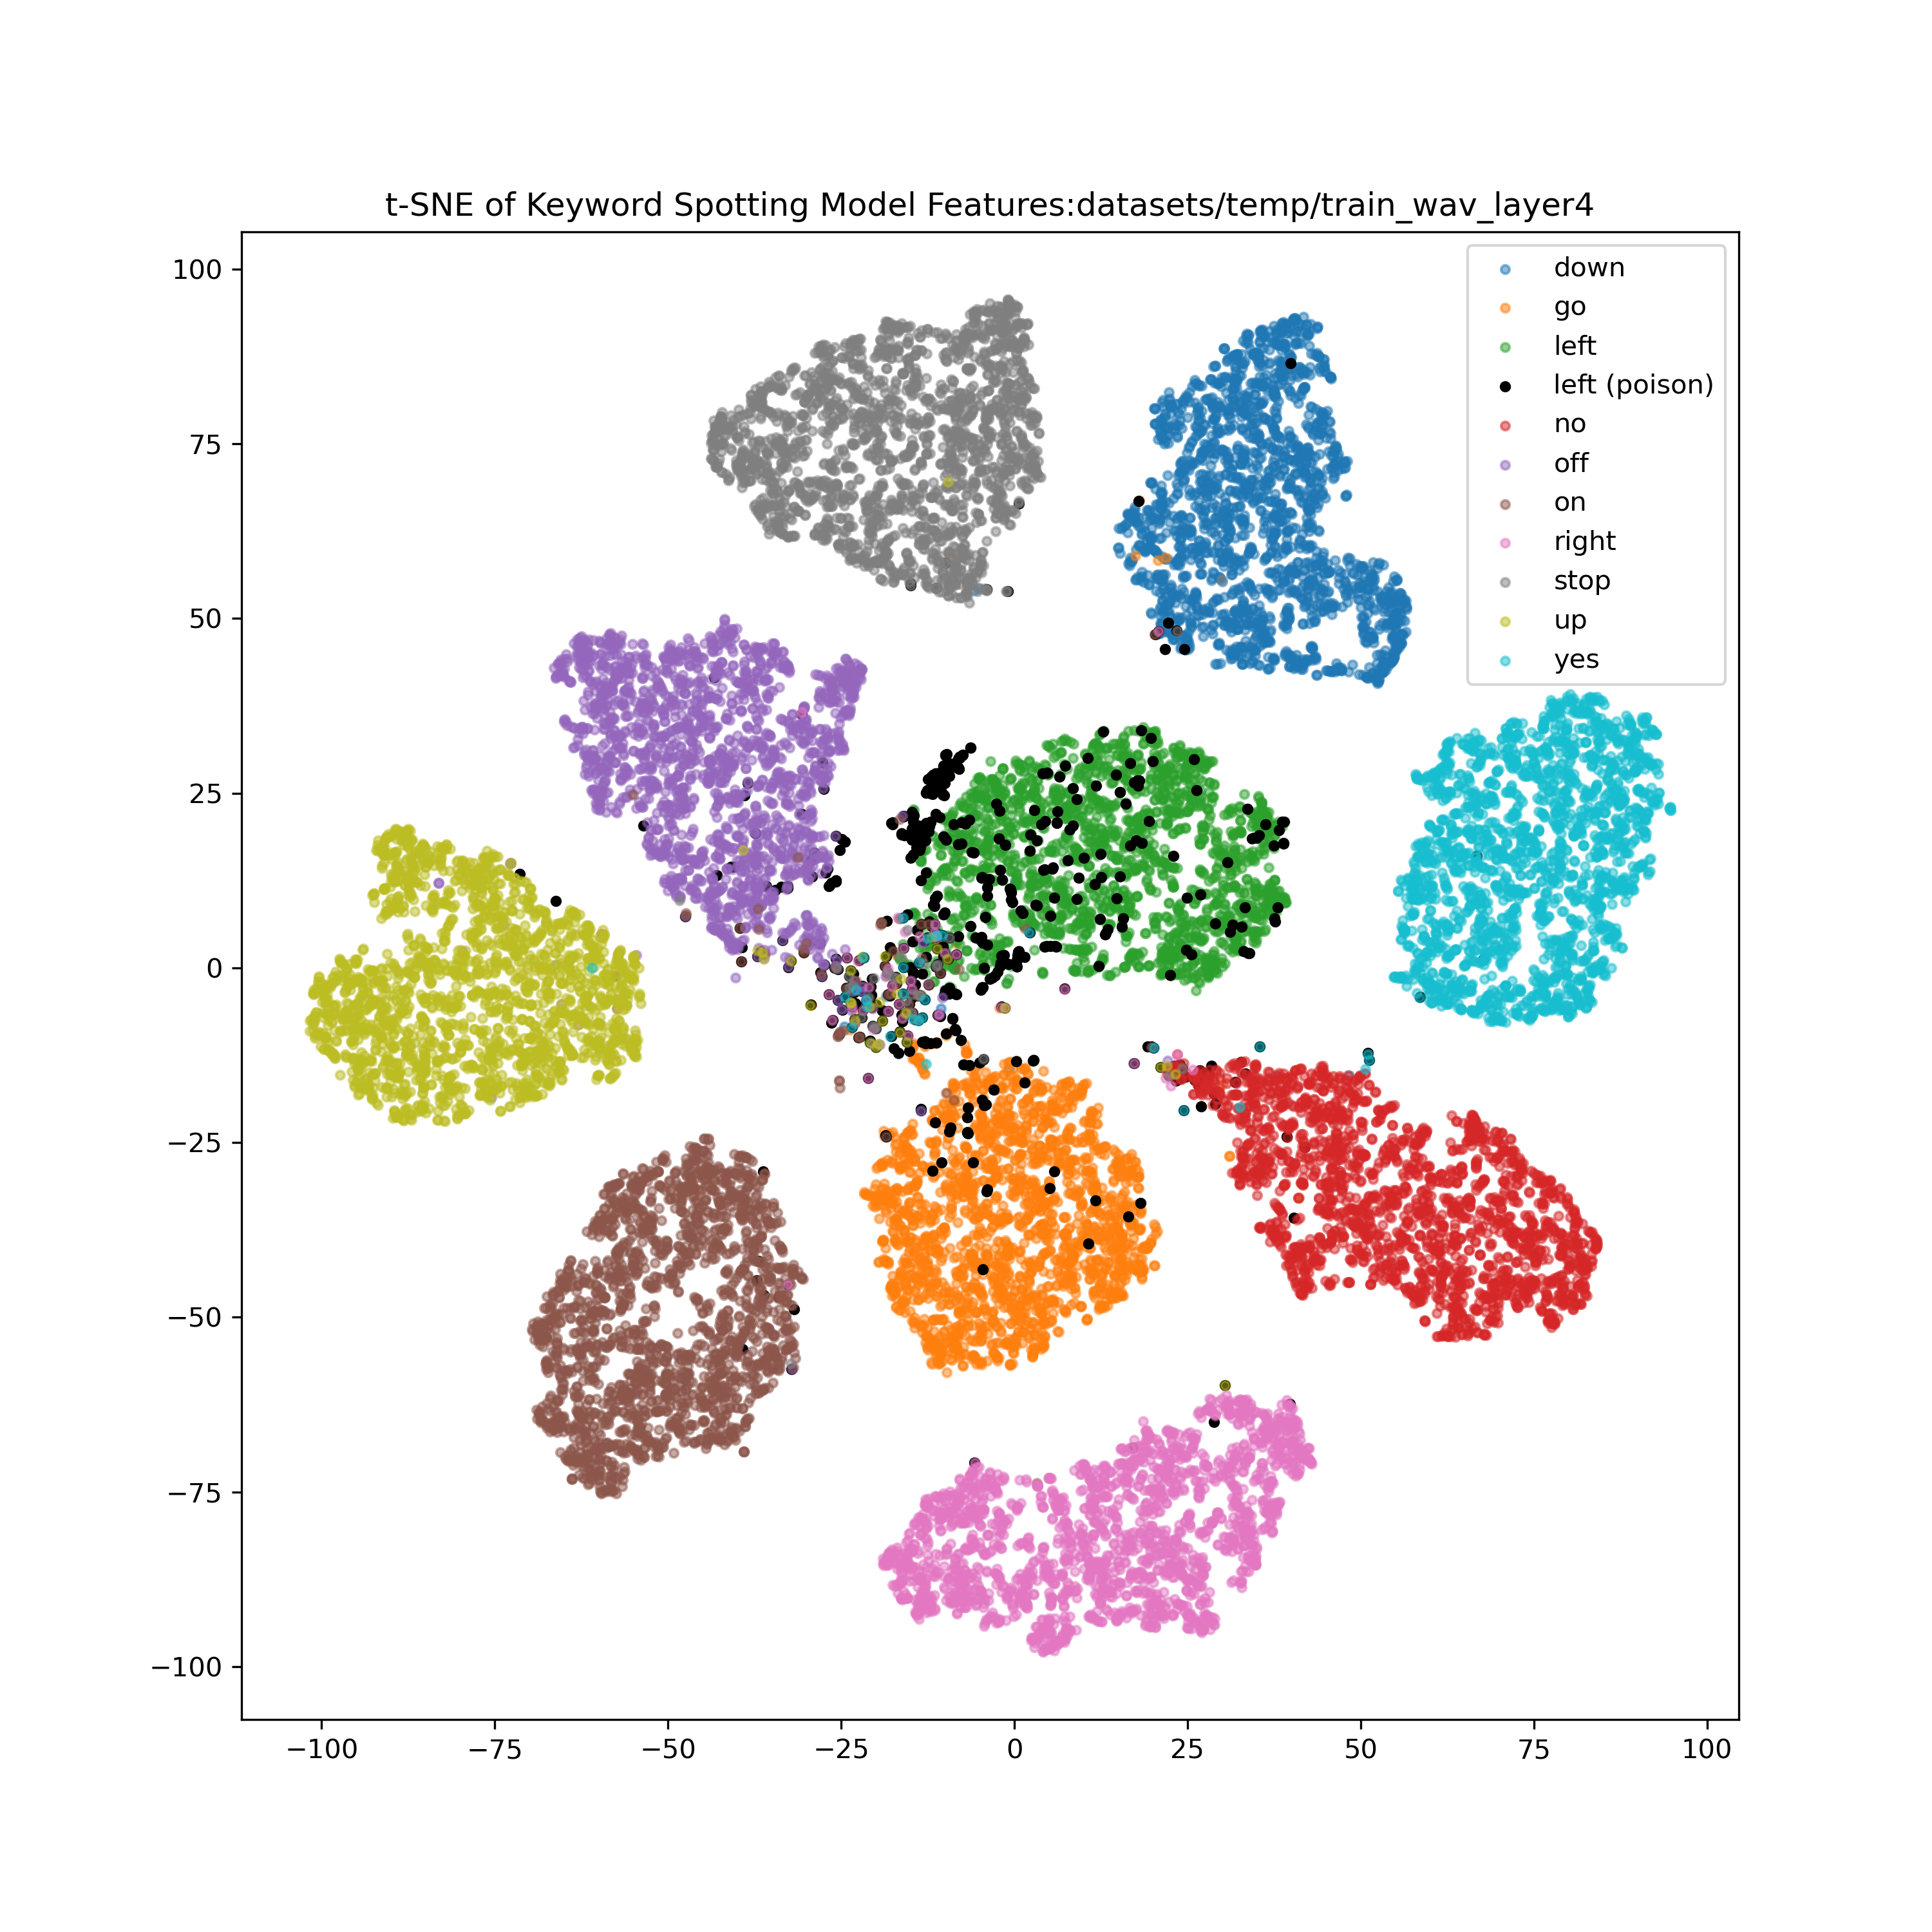 t-SNE of Keyword Spotting Model Features:datasets/temp/train_wav_layer4
down
go
left
left (poison)
no
off
on
right
stop
up
yes
100
75
50
25
0
−25
−50
−75
−100
−100 −75 −50 −25 0 25 50 75 100